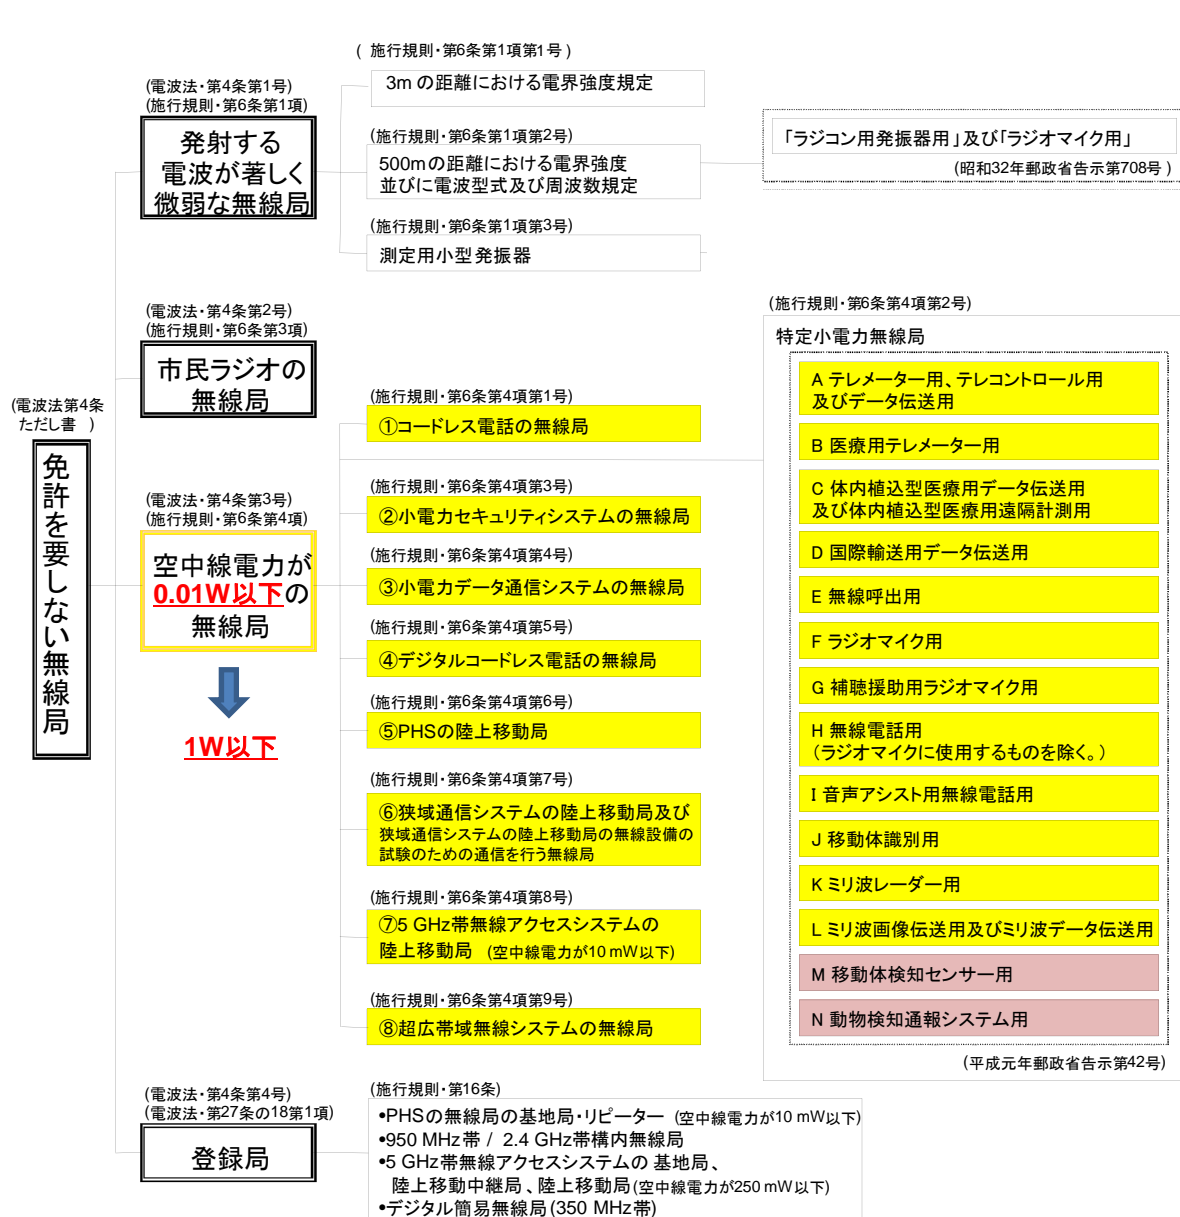 (電波法第4条
ただし書 )
免許を要しない無線局
(電波法・第4条第1号)
(施行規則・第6条第1項)
発射する
電波が著しく
微弱な無線局
( 施行規則・第6条第1項第1号 )
3m の距離における電界強度規定
(施行規則・第6条第1項第2号)
500mの距離における電界強度
並びに電波型式及び周波数規定
「ラジコン用発振器用」及び「ラジオマイク用」
(昭和32年郵政省告示第708号 )
(施行規則・第6条第1項第3号)
測定用小型発振器
(電波法・第4条第2号)
(施行規則・第6条第3項)
市民ラジオの
無線局
(電波法・第4条第3号)
(施行規則・第6条第4項)
空中線電力が
0.01W以下の
無線局
1W以下
(施行規則・第6条第4項第1号)
①コードレス電話の無線局
(施行規則・第6条第4項第3号)
②小電力セキュリティシステムの無線局
(施行規則・第6条第4項第4号)
③小電力データ通信システムの無線局
(施行規則・第6条第4項第5号)
④デジタルコードレス電話の無線局
(施行規則・第6条第4項第6号)
⑤PHSの陸上移動局
(施行規則・第6条第4項第7号)
⑥狭域通信システムの陸上移動局及び
狭域通信システムの陸上移動局の無線設備の
試験のための通信を行う無線局
(施行規則・第6条第4項第8号)
⑦5 GHz帯無線アクセスシステムの
陸上移動局 (空中線電力が10 mW以下)
(施行規則・第6条第4項第9号)
⑧超広帯域無線システムの無線局
(施行規則・第6条第4項第2号)
特定小電力無線局
A テレメーター用、テレコントロール用
及びデータ伝送用
B 医療用テレメーター用
C 体内植込型医療用データ伝送用
及び体内植込型医療用遠隔計測用
D 国際輸送用データ伝送用
E 無線呼出用
F ラジオマイク用
G 補聴援助用ラジオマイク用
H 無線電話用
(ラジオマイクに使用するものを除く。)
I 音声アシスト用無線電話用
J 移動体識別用
K ミリ波レーダー用
L ミリ波画像伝送用及びミリ波データ伝送用
M 移動体検知センサー用
N 動物検知通報システム用
(平成元年郵政省告示第42号)
(電波法・第4条第4号)
(電波法・第27条の18第1項)
登録局
(施行規則・第16条)
•PHSの無線局の基地局・リピーター (空中線電力が10 mW以下)
•950 MHz帯 / 2.4 GHz帯構内無線局
•5 GHz帯無線アクセスシステムの 基地局、
陸上移動中継局、陸上移動局(空中線電力が250 mW以下)
•デジタル簡易無線局(350 MHz帯)